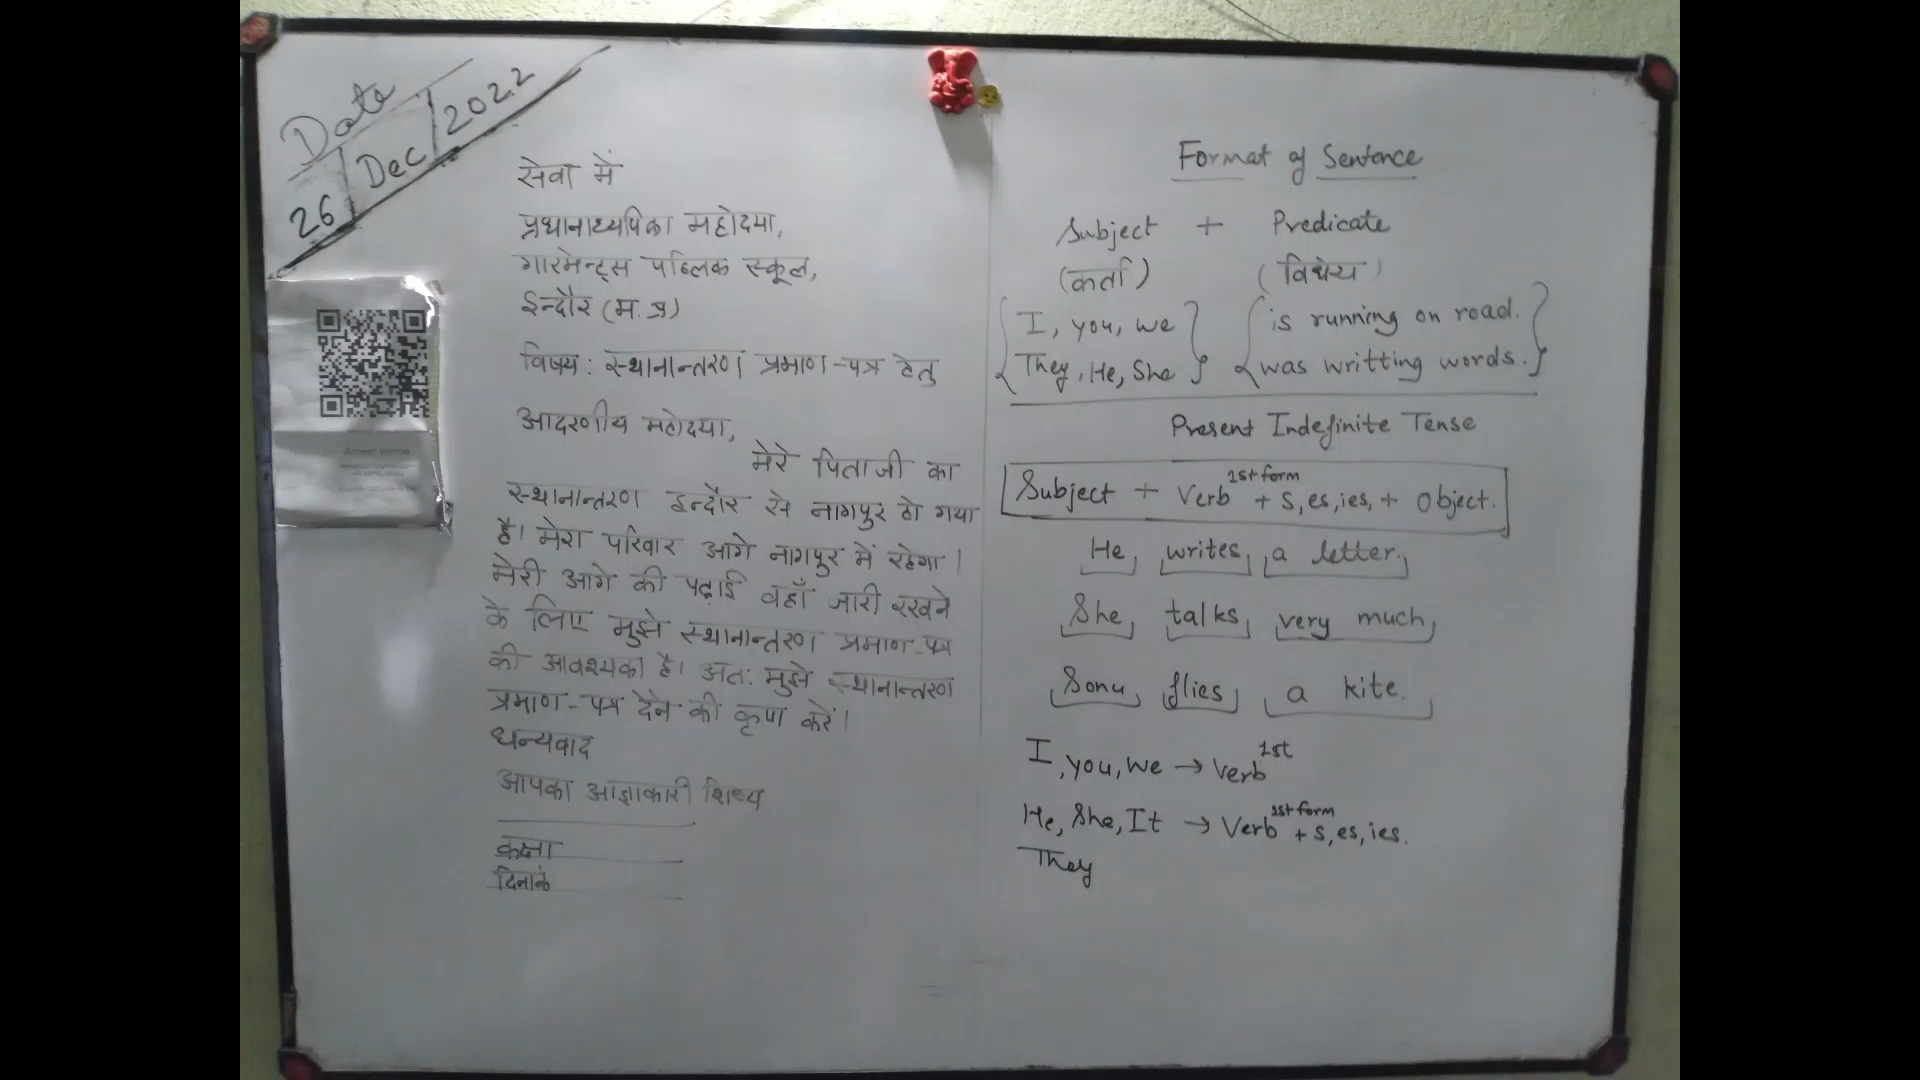 Date
26/Dec/2022
सेवा में
प्रधानाध्यपिका महोदया,
गारमेन्ट्स पब्लिक स्कूल,
इन्दौर (म. प्र)
विषय : स्थानान्तरण प्रमाण-पत्र हेतु
आदरणीय महोदया,
मेरे पिताजी का
स्थानान्तरण इन्दौर से नागपुर हो गया
है। मेरा परिवार आगे नागपुर में रहेगा।
मेरी आगे की पढ़ाई वहाँ जारी रखने
के लिए मुझे स्थानान्तरण प्रमाण-पत्र
की आवश्यका है। अतः मुझे स्थानान्तरण
प्रमाण-पत्र देने की कृपा करें।
धन्यवाद
आपका आज्ञाकारी शिष्य
कक्षा
दिनांक
Format of Sentence
Subject + Predicate
(कर्ता) (विधेय)
{I, you, we} {is running on road.
They, He, She} was writting words.}
Present Indefinite Tense
Subject + Verb 1st form + s, es, ies, + Object.
He, writes, a letter.
She, talks, very much,
Sonu, flies, a kite.
I, you, we → Verb 1st
He, She, It → Verb 1st form + s, es, ies.
They